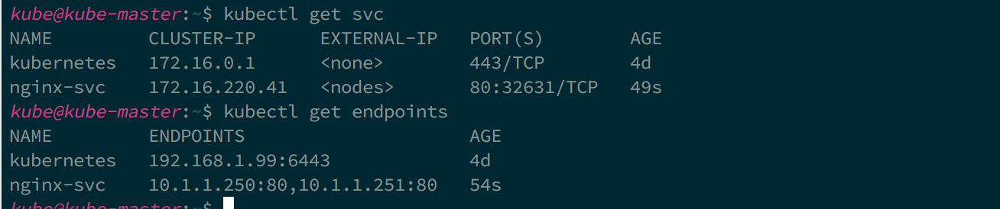 kube@kube-master:~$ kubectl get svc
NAME CLUSTER-IP EXTERNAL-IP PORT(S) AGE
kubernetes 172.16.0.1 <none> 443/TCP 4d
nginx-svc 172.16.220.41 <nodes> 80:32631/TCP 49s
kube@kube-master:~$ kubectl get endpoints
NAME ENDPOINTS AGE
kubernetes 192.168.1.99:6443 4d
nginx-svc 10.1.1.250:80,10.1.1.251:80 54s
kube@kube-master:~$